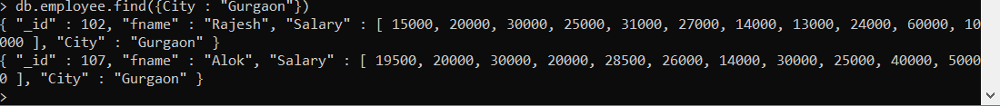 > db.employee.find({City : "Gurgaon"})
{ "_id" : 102, "fname" : "Rajesh", "Salary" : [ 15000, 20000, 30000, 25000, 31000, 27000, 14000, 13000, 24000, 60000, 10
000 ], "City" : "Gurgaon" }
{ "_id" : 107, "fname" : "Alok", "Salary" : [ 19500, 20000, 30000, 20000, 28500, 26000, 14000, 30000, 25000, 40000, 5000
0 ], "City" : "Gurgaon" }
>